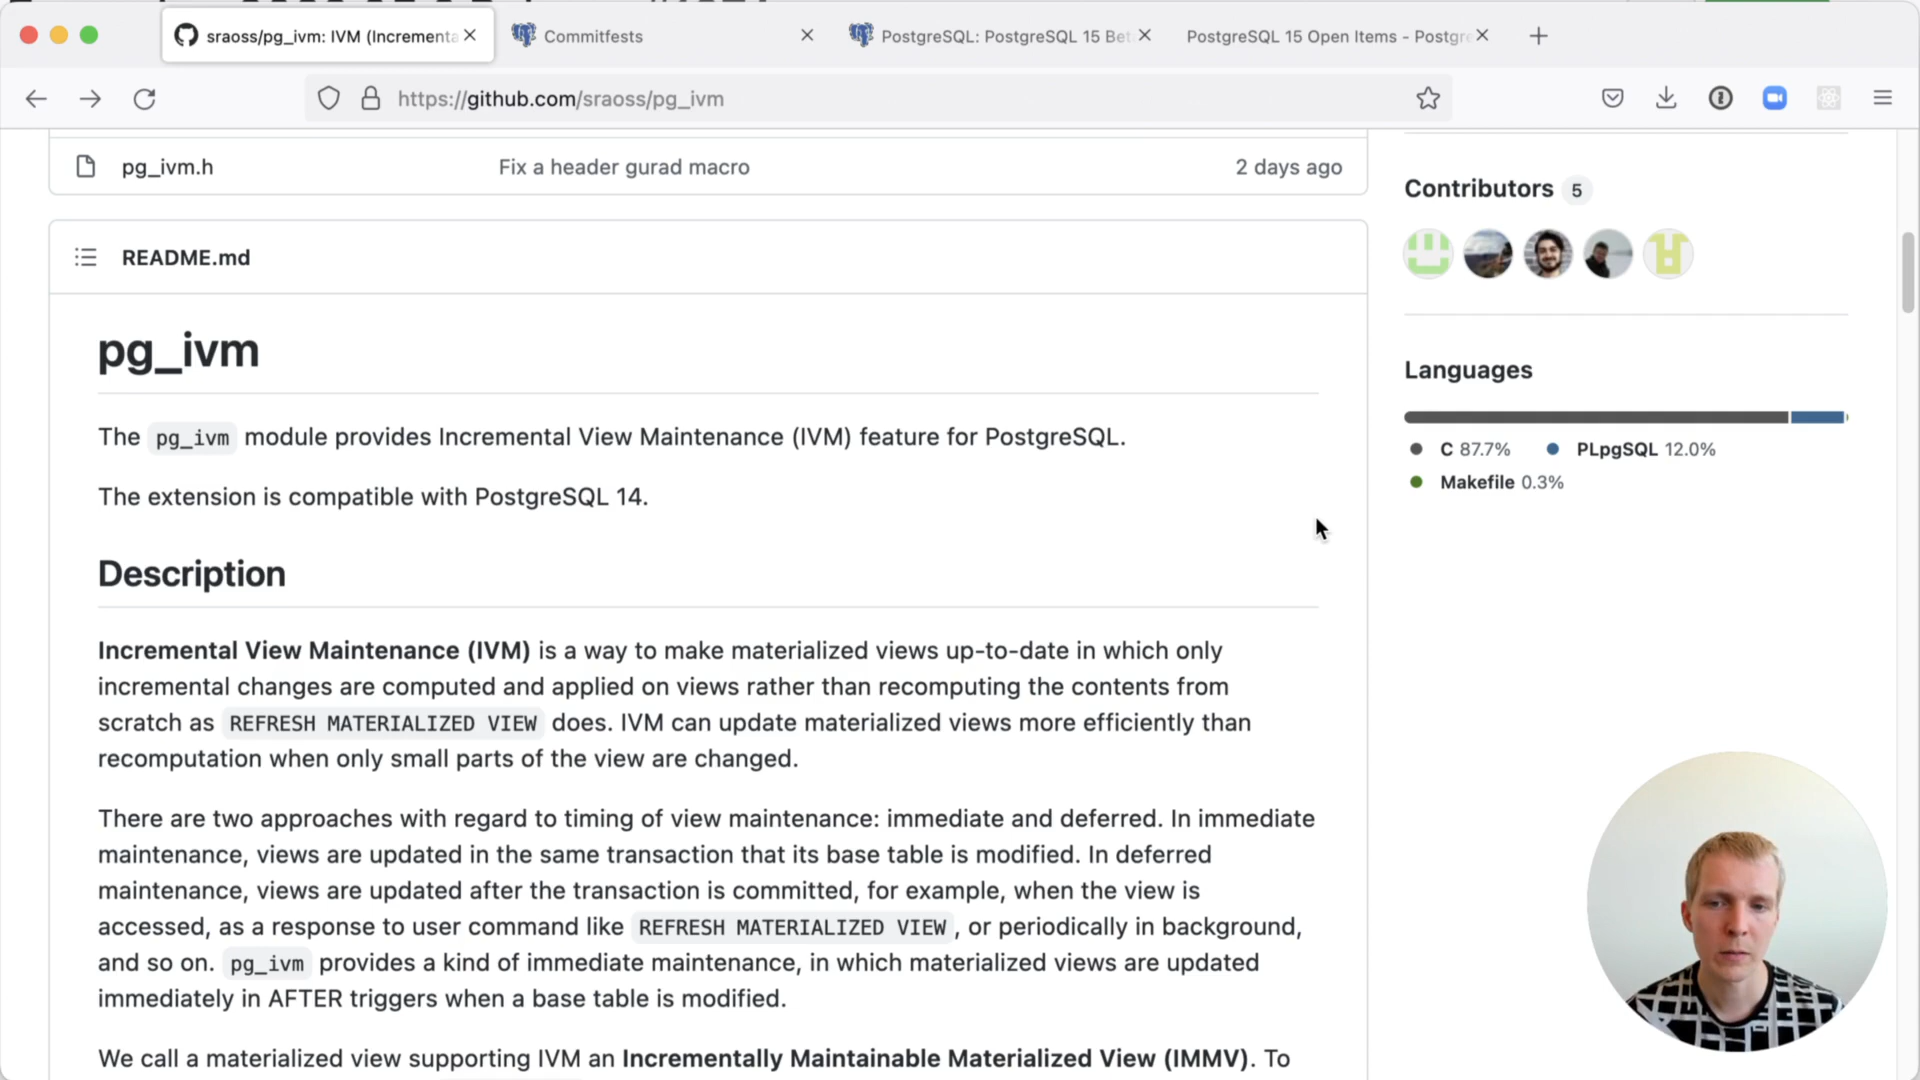 sraoss/pg_ivm: IVM (Incrementa
Commitfests
PostgreSQL: PostgreSQL 15 Bet
PostgreSQL 15 Open Items - Postgre
https://github.com/sraoss/pg_ivm
pg_ivm.h Fix a header gurad macro 2 days ago
README.md
pg_ivm
The pg_ivm module provides Incremental View Maintenance (IVM) feature for PostgreSQL.
The extension is compatible with PostgreSQL 14.
Description
Incremental View Maintenance (IVM) is a way to make materialized views up-to-date in which only
incremental changes are computed and applied on views rather than recomputing the contents from
scratch as REFRESH MATERIALIZED VIEW does. IVM can update materialized views more efficiently than
recomputation when only small parts of the view are changed.
There are two approaches with regard to timing of view maintenance: immediate and deferred. In immediate
maintenance, views are updated in the same transaction that its base table is modified. In deferred
maintenance, views are updated after the transaction is committed, for example, when the view is
accessed, as a response to user command like REFRESH MATERIALIZED VIEW, or periodically in background,
and so on. pg_ivm provides a kind of immediate maintenance, in which materialized views are updated
immediately in AFTER triggers when a base table is modified.
We call a materialized view supporting IVM an Incrementally Maintainable Materialized View (IMMV). To
Contributors 5
Languages
C 87.7% PLpgSQL 12.0%
Makefile 0.3%